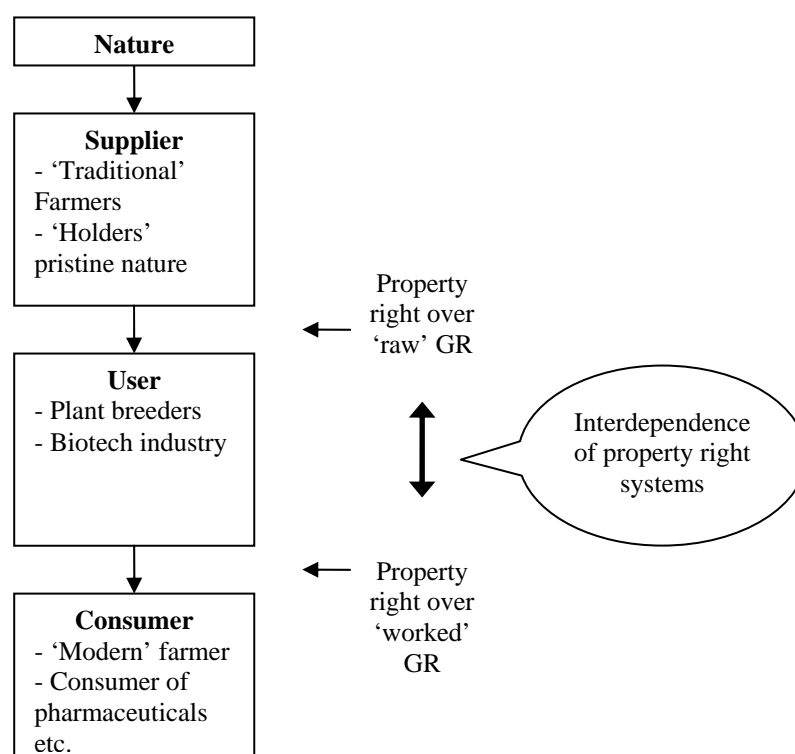 Nature
Supplier
- ‘Traditional’
Farmers
- ‘Holders’
pristine nature
Property
right over
‘raw’ GR
User
- Plant breeders
- Biotech industry
Interdependence
of property right
systems
Property
right over
‘worked’
GR
Consumer
- ‘Modern’ farmer
- Consumer of
pharmaceuticals
etc.